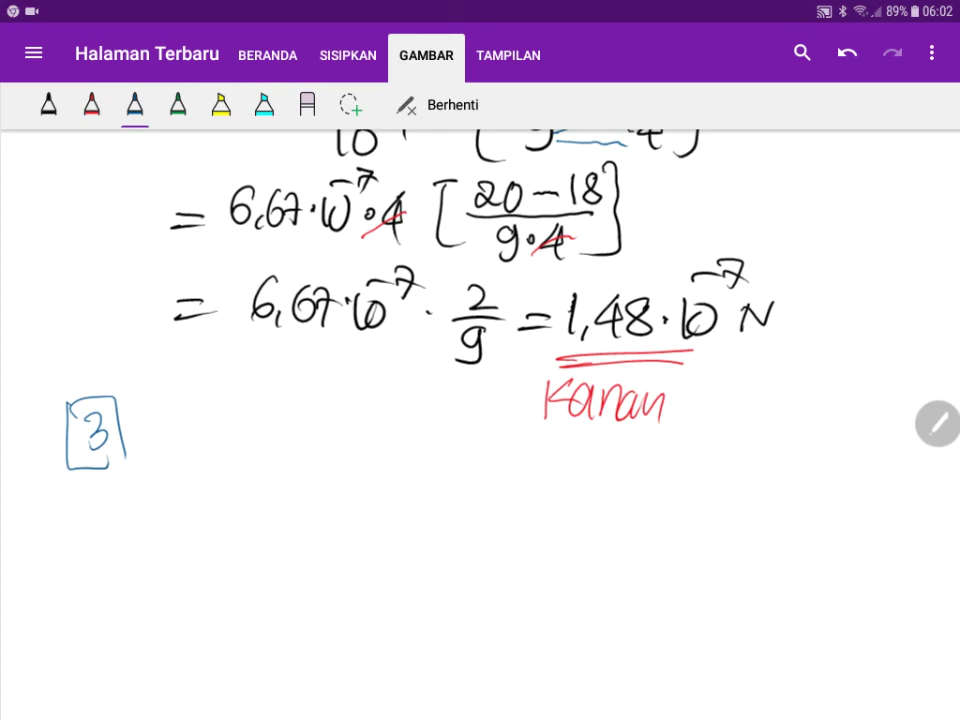 89% 06:02
Halaman Terbaru BERANDA SISIPKAN GAMBAR TAMPILAN
Berhenti
= 6,67·10⁻⁷·4 [20-18/9·4]
= 6,67·10⁻⁷ · 2/9 = 1,48·10⁻⁷ N
Kanan
3